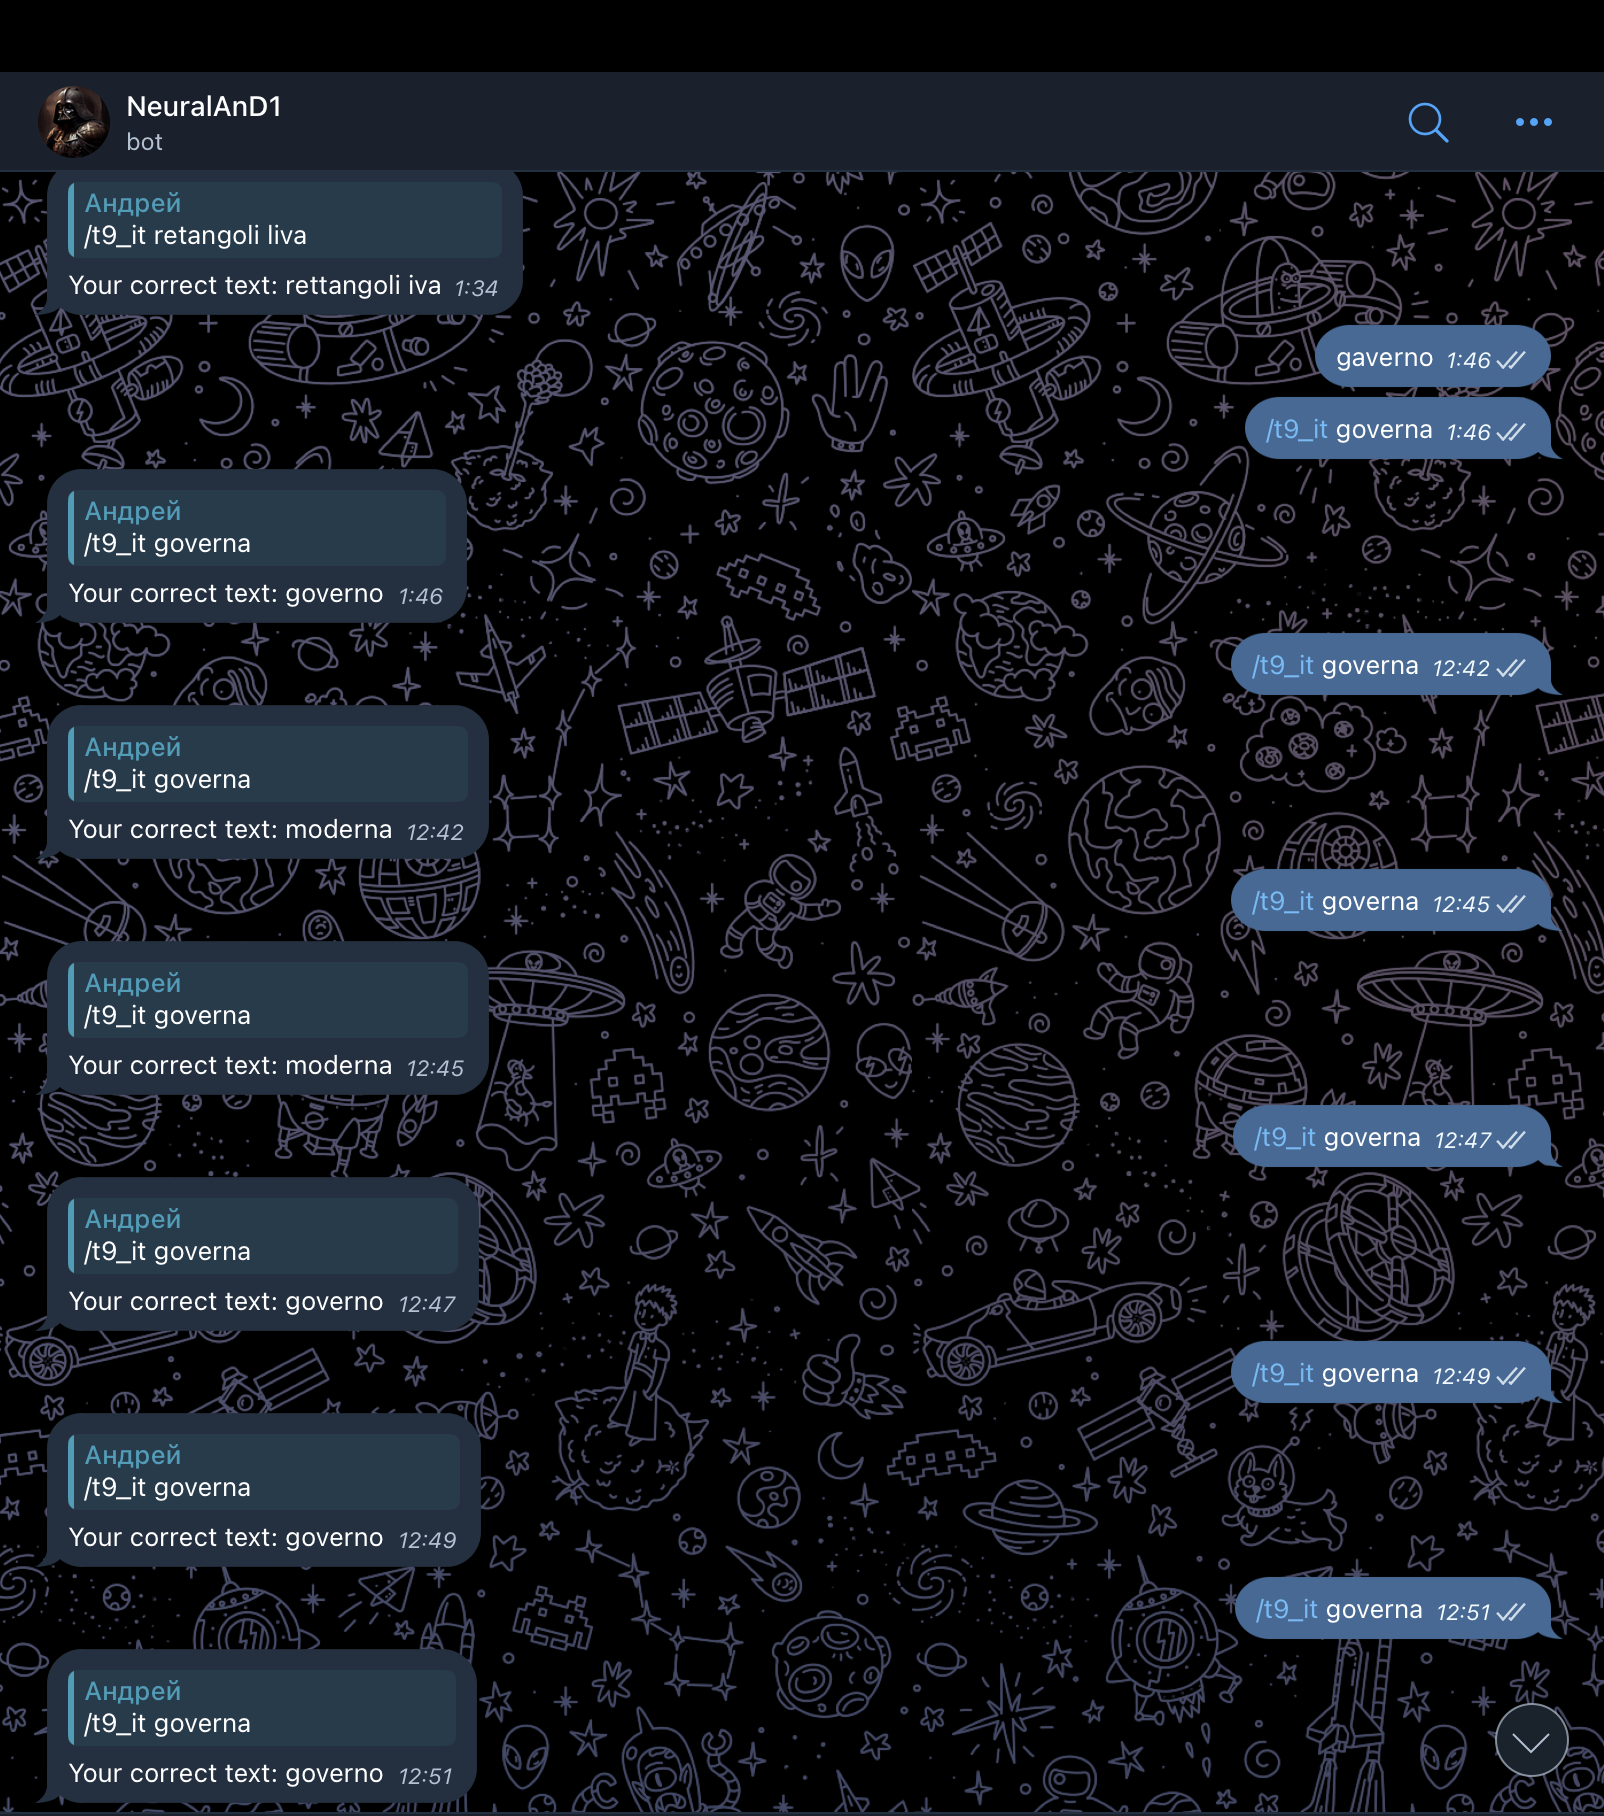 NeuralAnD1
bot
Андрей
/t9_it retangoli liva
Your correct text: rettangoli iva 1:34
gaverno 1:46
/t9_it governa 1:46
Андрей
/t9_it governa
Your correct text: governo 1:46
/t9_it governa 12:42
Андрей
/t9_it governa
Your correct text: moderna 12:42
/t9_it governa 12:45
Андрей
/t9_it governa
Your correct text: moderna 12:45
/t9_it governa 12:47
Андрей
/t9_it governa
Your correct text: governo 12:47
/t9_it governa 12:49
Андрей
/t9_it governa
Your correct text: governo 12:49
/t9_it governa 12:51
Андрей
/t9_it governa
Your correct text: governo 12:51